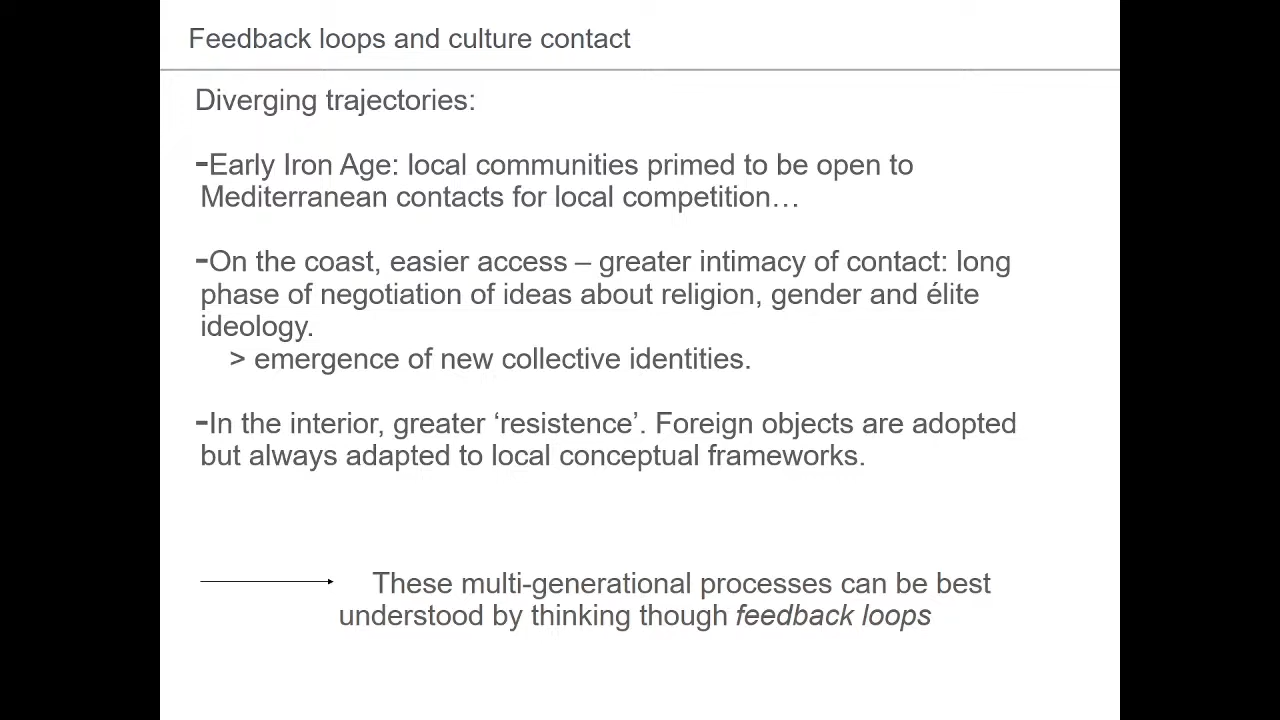 Feedback loops and culture contact
Diverging trajectories:
-Early Iron Age: local communities primed to be open to
Mediterranean contacts for local competition…
-On the coast, easier access – greater intimacy of contact: long
phase of negotiation of ideas about religion, gender and élite
ideology.
> emergence of new collective identities.
-In the interior, greater ‘resistence’. Foreign objects are adopted
but always adapted to local conceptual frameworks.
These multi-generational processes can be best
understood by thinking though feedback loops